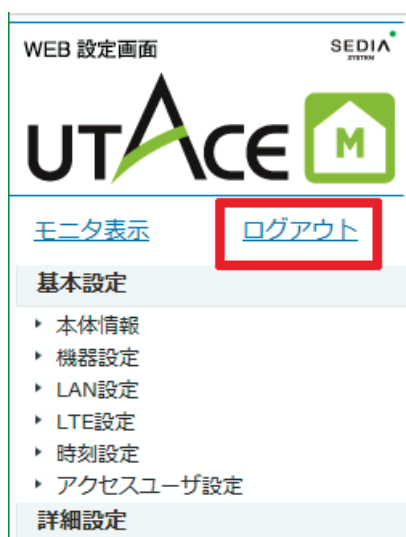 WEB 設定画面
SEDIA
SYSTEM
UTACE M
モニタ表示 ログアウト
基本設定
本体情報
機器設定
LAN設定
LTE設定
時刻設定
アクセスユーザ設定
詳細設定